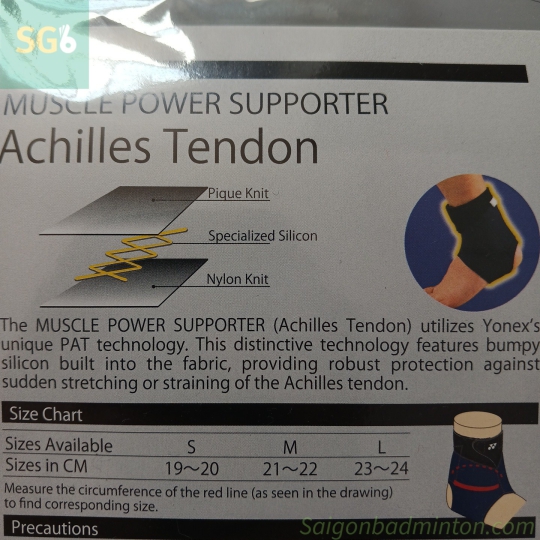 SG6
MUSCLE POWER SUPPORTER
Achilles Tendon
Pique Knit
Specialized Silicon
Nylon Knit
The MUSCLE POWER SUPPORTER (Achilles Tendon) utilizes Yonex's
unique PAT technology. This distinctive technology features bumpy
silicon built into the fabric, providing robust protection against
sudden stretching or straining of the Achilles tendon.
Size Chart
Sizes Available S M L
Sizes in CM 19～20 21～22 23～24
Measure the circumference of the red line (as seen in the drawing)
to find corresponding size.
Precautions
Saigonbadminton.com